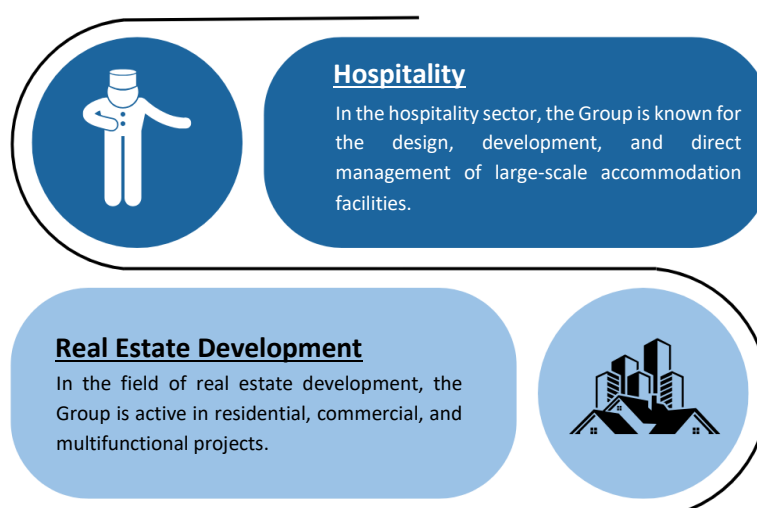 Hospitality
In the hospitality sector, the Group is known for
the design, development, and direct
management of large-scale accommodation
facilities.
Real Estate Development
In the field of real estate development, the
Group is active in residential, commercial, and
multifunctional projects.